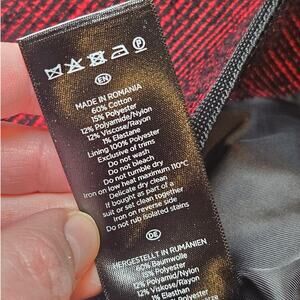 EN
MADE IN ROMANIA
60% Cotton
15% Polyester
12% Polyamide/Nylon
12% Viscose/Rayon
1% Elastane
Lining 100% Polyester
Exclusive of trims
Do not wash
Do not bleach
Do not tumble dry
Iron on low heat maximum 110°C
Delicate dry clean
If bought as part of a
suit or set clean together
Iron on reverse side
Do not rub isolated stains
DE
HERGESTELLT IN RUMÄNIEN
60% Baumwolle
15% Polyester
12% Polyamid/Nylon
12% Viskose/Rayon
1% Elasthan